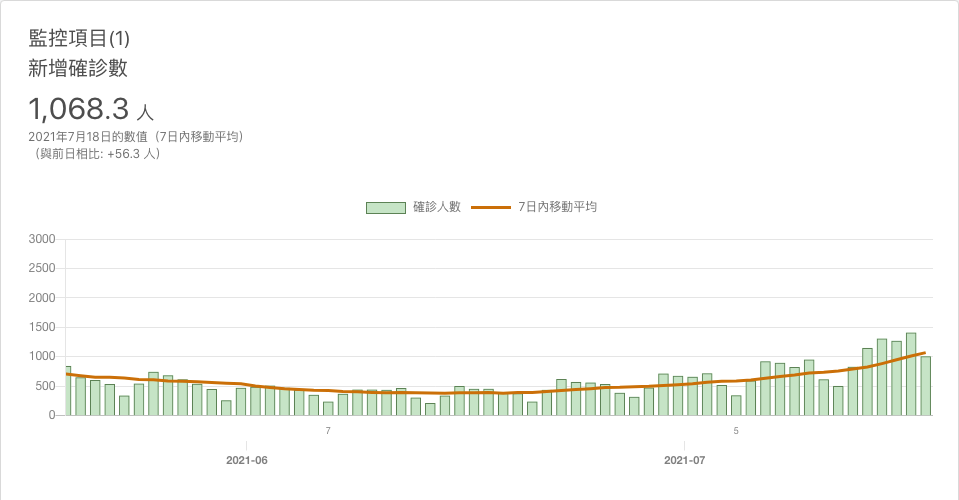 監控項目(1)
新增確診數
1,068.3 人
2021年7月18日的數值（7日內移動平均）
（與前日相比: +56.3 人）
確診人數 7日內移動平均
3000
2500
2000
1500
1000
500
0
7 5
2021-06 2021-07